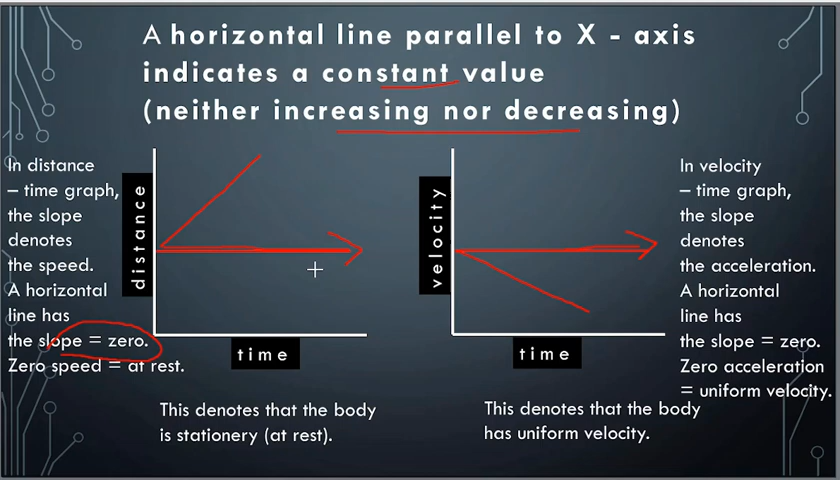 A horizontal line parallel to X - axis
indicates a constant value
(neither increasing nor decreasing)
In distance
– time graph,
the slope
denotes
the speed.
A horizontal
line has
the slope = zero.
Zero speed = at rest.
distance
time
This denotes that the body
is stationery (at rest).
velocity
time
This denotes that the body
has uniform velocity.
In velocity
– time graph,
the slope
denotes
the acceleration.
A horizontal
line has
the slope = zero.
Zero acceleration
= uniform velocity.